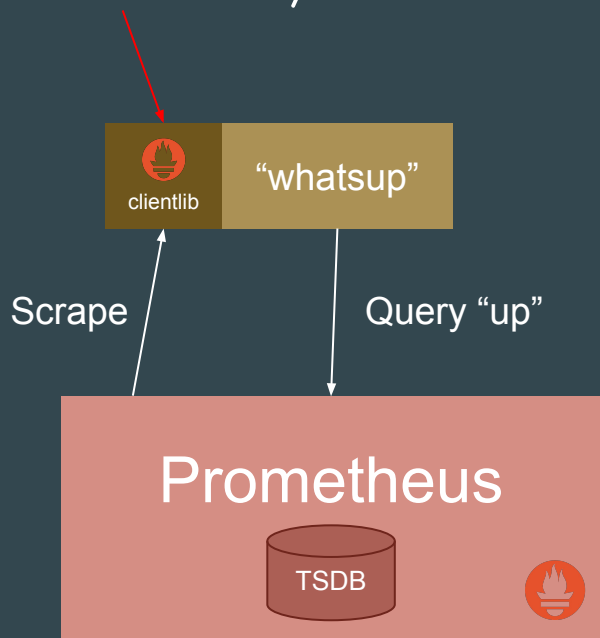 “whatsup”
clientlib
Scrape
Query “up”
Prometheus
TSDB